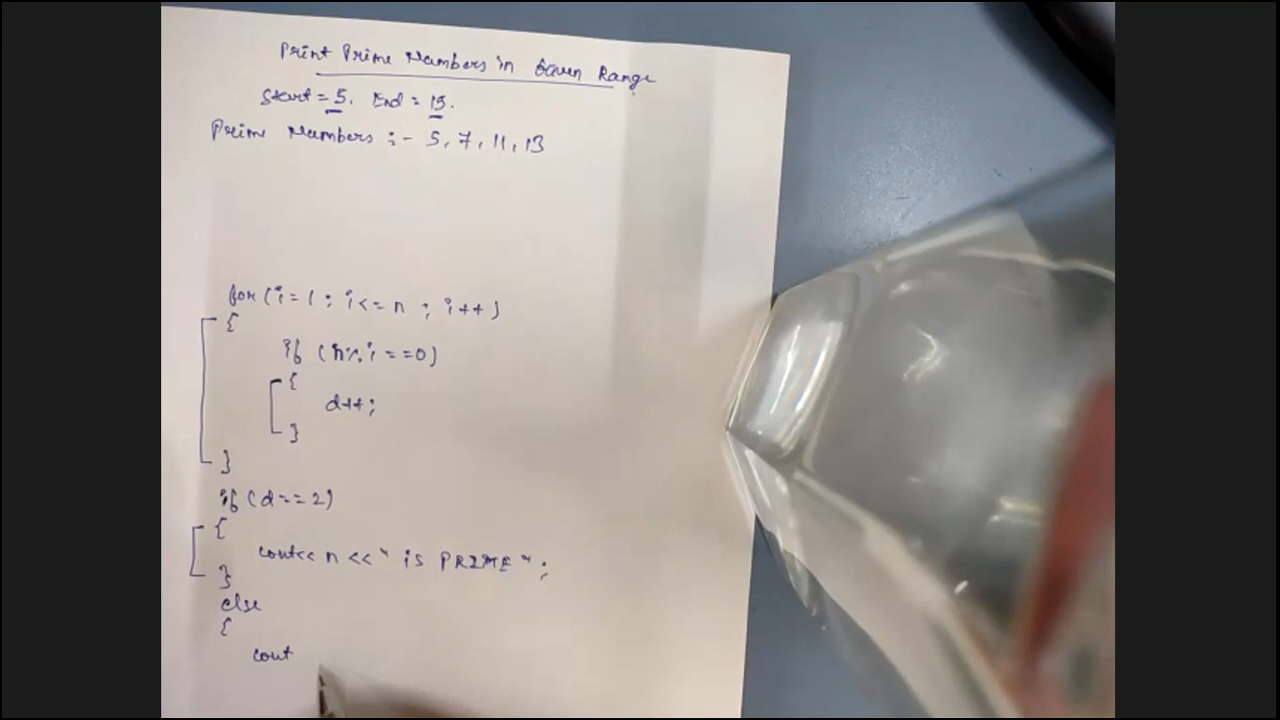 Print Prime Numbers in Given Range
Start = 5, End = 15.
Prime Numbers :- 5, 7, 11, 13
for (i=1 ; i<=n ; i++)
{
if (n%i==0)
{
d++;
}
}
if (d==2)
{
cout<<n<<" is PRIME";
}
else
{
cout